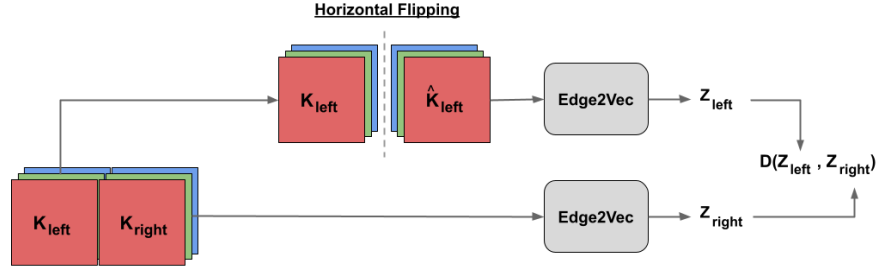 Horizontal Flipping
K left
K̂ left
Edge2Vec
Z left
D(Z left , Z right)
K left
K right
Edge2Vec
Z right